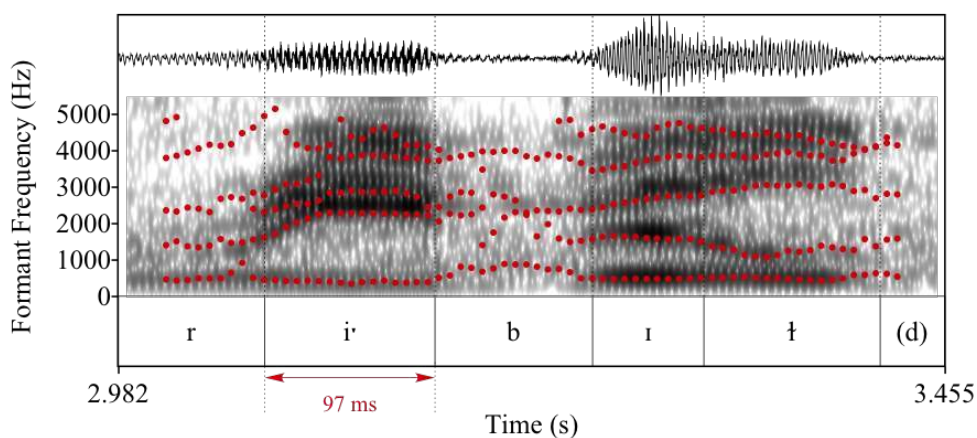 Formant Frequency (Hz)
5000
4000
3000
2000
1000
0
r iˑ b ɪ ɫ (d)
2.982 97 ms 3.455
Time (s)